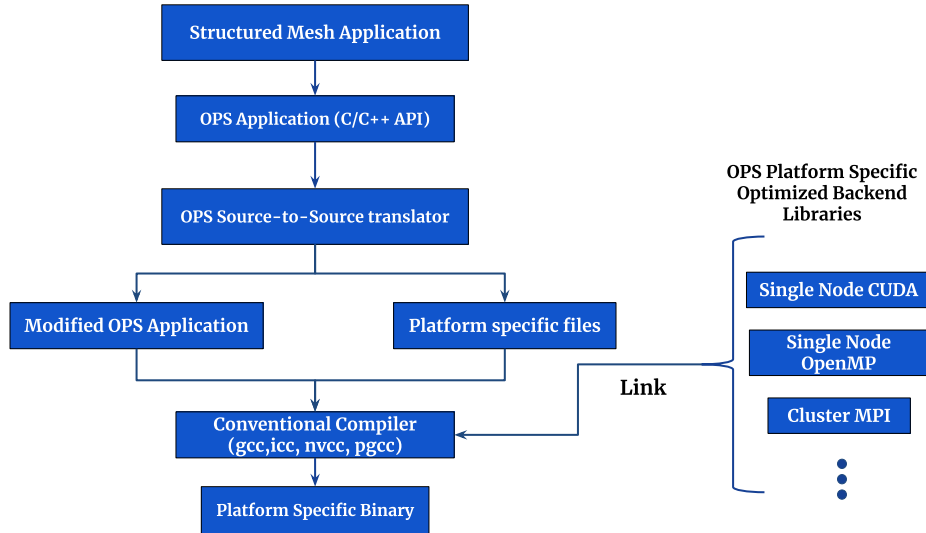 Structured Mesh Application
OPS Application (C/C++ API)
OPS Source-to-Source translator
Modified OPS Application
Platform specific files
Conventional Compiler
(gcc,icc, nvcc, pgcc)
Platform Specific Binary
Link
OPS Platform Specific
Optimized Backend
Libraries
Single Node CUDA
Single Node
OpenMP
Cluster MPI